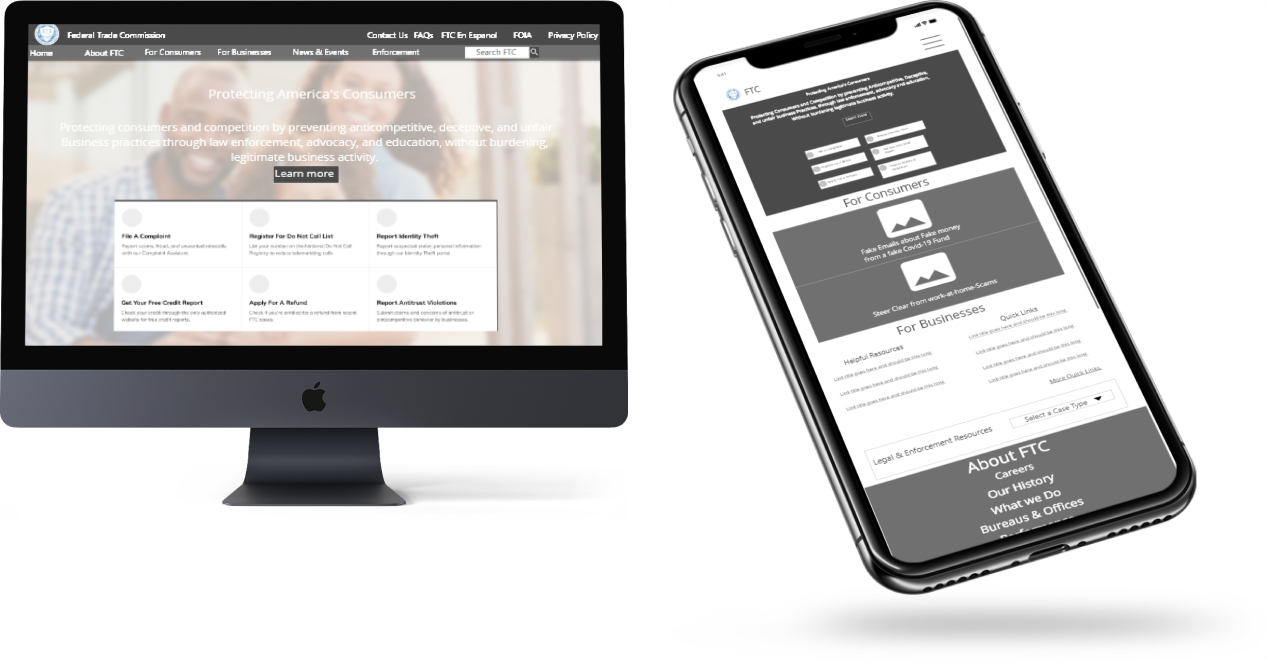 Federal Trade Commission
Contact Us FAQs FTC En Espanol FOIA Privacy Policy
Home About FTC For Consumers For Businesses News & Events Enforcement Search FTC
Protecting America's Consumers
Protecting consumers and competition by preventing anticompetitive, deceptive, and unfair
Business practices through law enforcement, advocacy, and education, without burdening,
legitimate business activity.
Learn more
File A Complaint
Report scams, fraud, and unwanted
with our Complaint Assistant.
Register For Do Not Call List
List your number on the National Do Not Call
Registry to reduce telemarketing calls.
Report Identity Theft
Report suspected stolen personal information
through our Identity Theft portal.
Get Your Free Credit Report
Check your credit through the only authorized
website for free credit reports.
Apply For A Refund
Check if you're entitled for a refund from recent
FTC cases.
Report Antitrust Violations
Submit claims and concerns of antitrust or
anticompetitive behavior by businesses.
9:41
FTC
Protecting America's Consumers
Protecting Consumers and Competition by preventing Anticompetitive, Deceptive,
and unfair business Practices, through law enforcement, advocacy and education,
Without Burdening legitimate business activity.
Learn more
For Consumers
Fake Emails about Fake money
from a fake Covid-19 Fund
Steer Clear from work-at-home-Scams
For Businesses
Helpful Resources
Link title goes here and should be this long
Link title goes here and should be this long
Link title goes here and should be this long
Quick Links
Link title goes here and should be this long
Link title goes here and should be this long
Link title goes here and should be this long
Link title goes here and should be this long
More Quick Links
Legal & Enforcement Resources
Select a Case Type
About FTC
Careers
Our History
What we Do
Bureaus & Offices